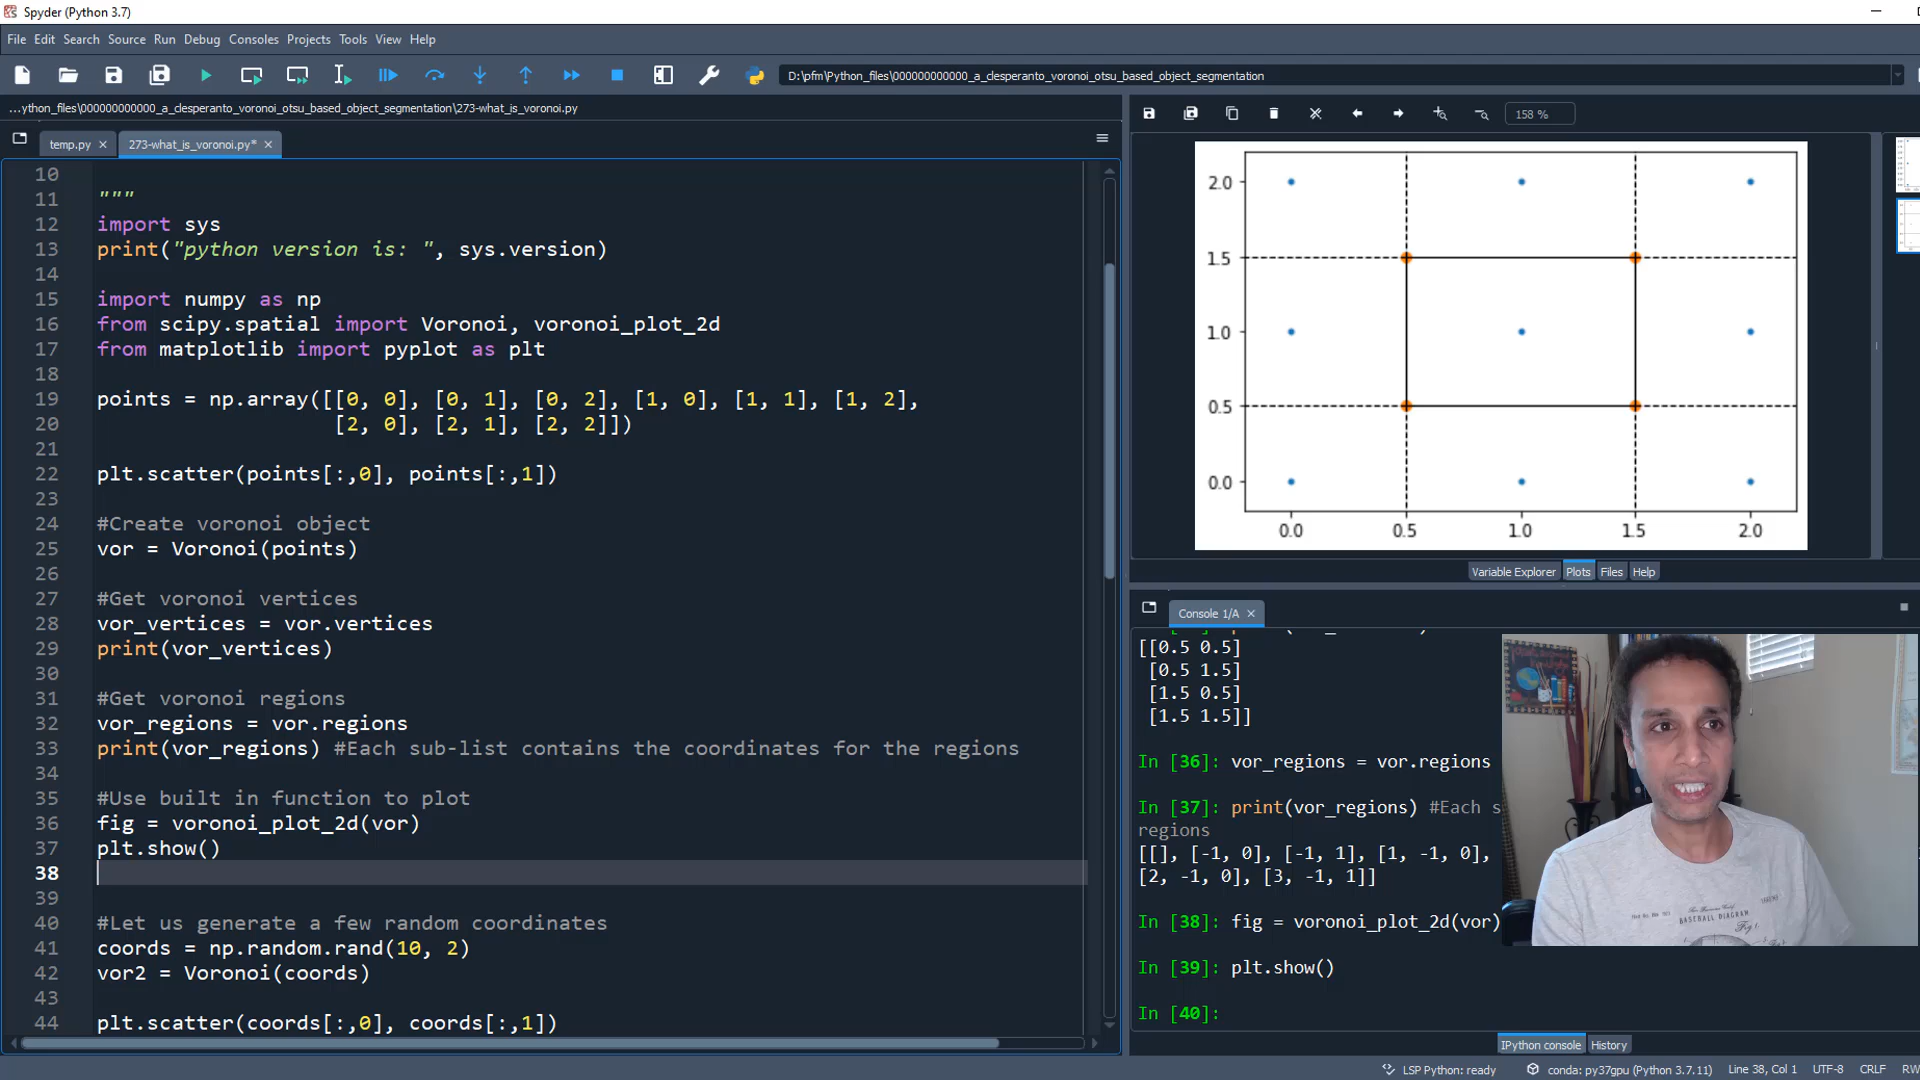 Spyder (Python 3.7)
File Edit Search Source Run Debug Consoles Projects Tools View Help
D:\pfm\Python_files\000000000000_a_clesperanto_voronoi_otsu_based_object_segmentation
...ython_files\000000000000_a_clesperanto_voronoi_otsu_based_object_segmentation\273-what_is_voronoi.py
temp.py 273-what_is_voronoi.py*
10
11 """
12 import sys
13 print("python version is: ", sys.version)
14
15 import numpy as np
16 from scipy.spatial import Voronoi, voronoi_plot_2d
17 from matplotlib import pyplot as plt
18
19 points = np.array([[0, 0], [0, 1], [0, 2], [1, 0], [1, 1], [1, 2],
20 [2, 0], [2, 1], [2, 2]])
21
22 plt.scatter(points[:,0], points[:,1])
23
24 #Create voronoi object
25 vor = Voronoi(points)
26
27 #Get voronoi vertices
28 vor_vertices = vor.vertices
29 print(vor_vertices)
30
31 #Get voronoi regions
32 vor_regions = vor.regions
33 print(vor_regions) #Each sub-list contains the coordinates for the regions
34
35 #Use built in function to plot
36 fig = voronoi_plot_2d(vor)
37 plt.show()
38
39
40 #Let us generate a few random coordinates
41 coords = np.random.rand(10, 2)
42 vor2 = Voronoi(coords)
43
44 plt.scatter(coords[:,0], coords[:,1])
158 %
2.0
1.5
1.0
0.5
0.0
0.0 0.5 1.0 1.5 2.0
Variable Explorer Plots Files Help
Console 1/A
[[0.5 0.5]
[0.5 1.5]
[1.5 0.5]
[1.5 1.5]]
In [36]: vor_regions = vor.regions
In [37]: print(vor_regions) #Each s
regions
[[], [-1, 0], [-1, 1], [1, -1, 0],
[2, -1, 0], [3, -1, 1]]
In [38]: fig = voronoi_plot_2d(vor)
In [39]: plt.show()
In [40]:
BASEBALL DIAGRAM
IPython console History
LSP Python: ready conda: py37gpu (Python 3.7.11) Line 38, Col 1 UTF-8 CRLF RW